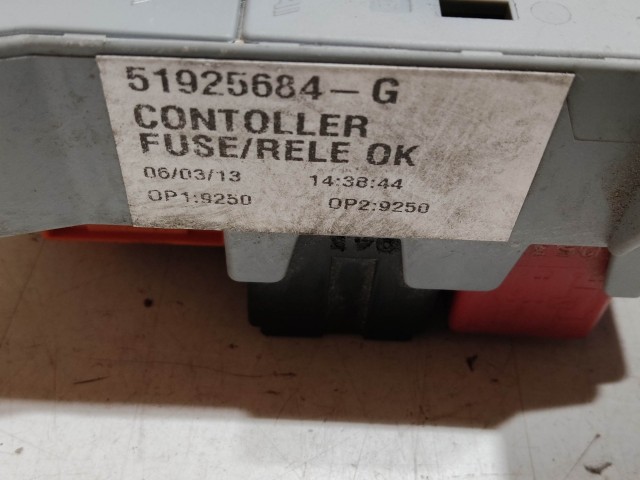 51925684-G
CONTOLLER
FUSE/RELE OK
06/03/13 14:38:44
OP1:9250 OP2:9250